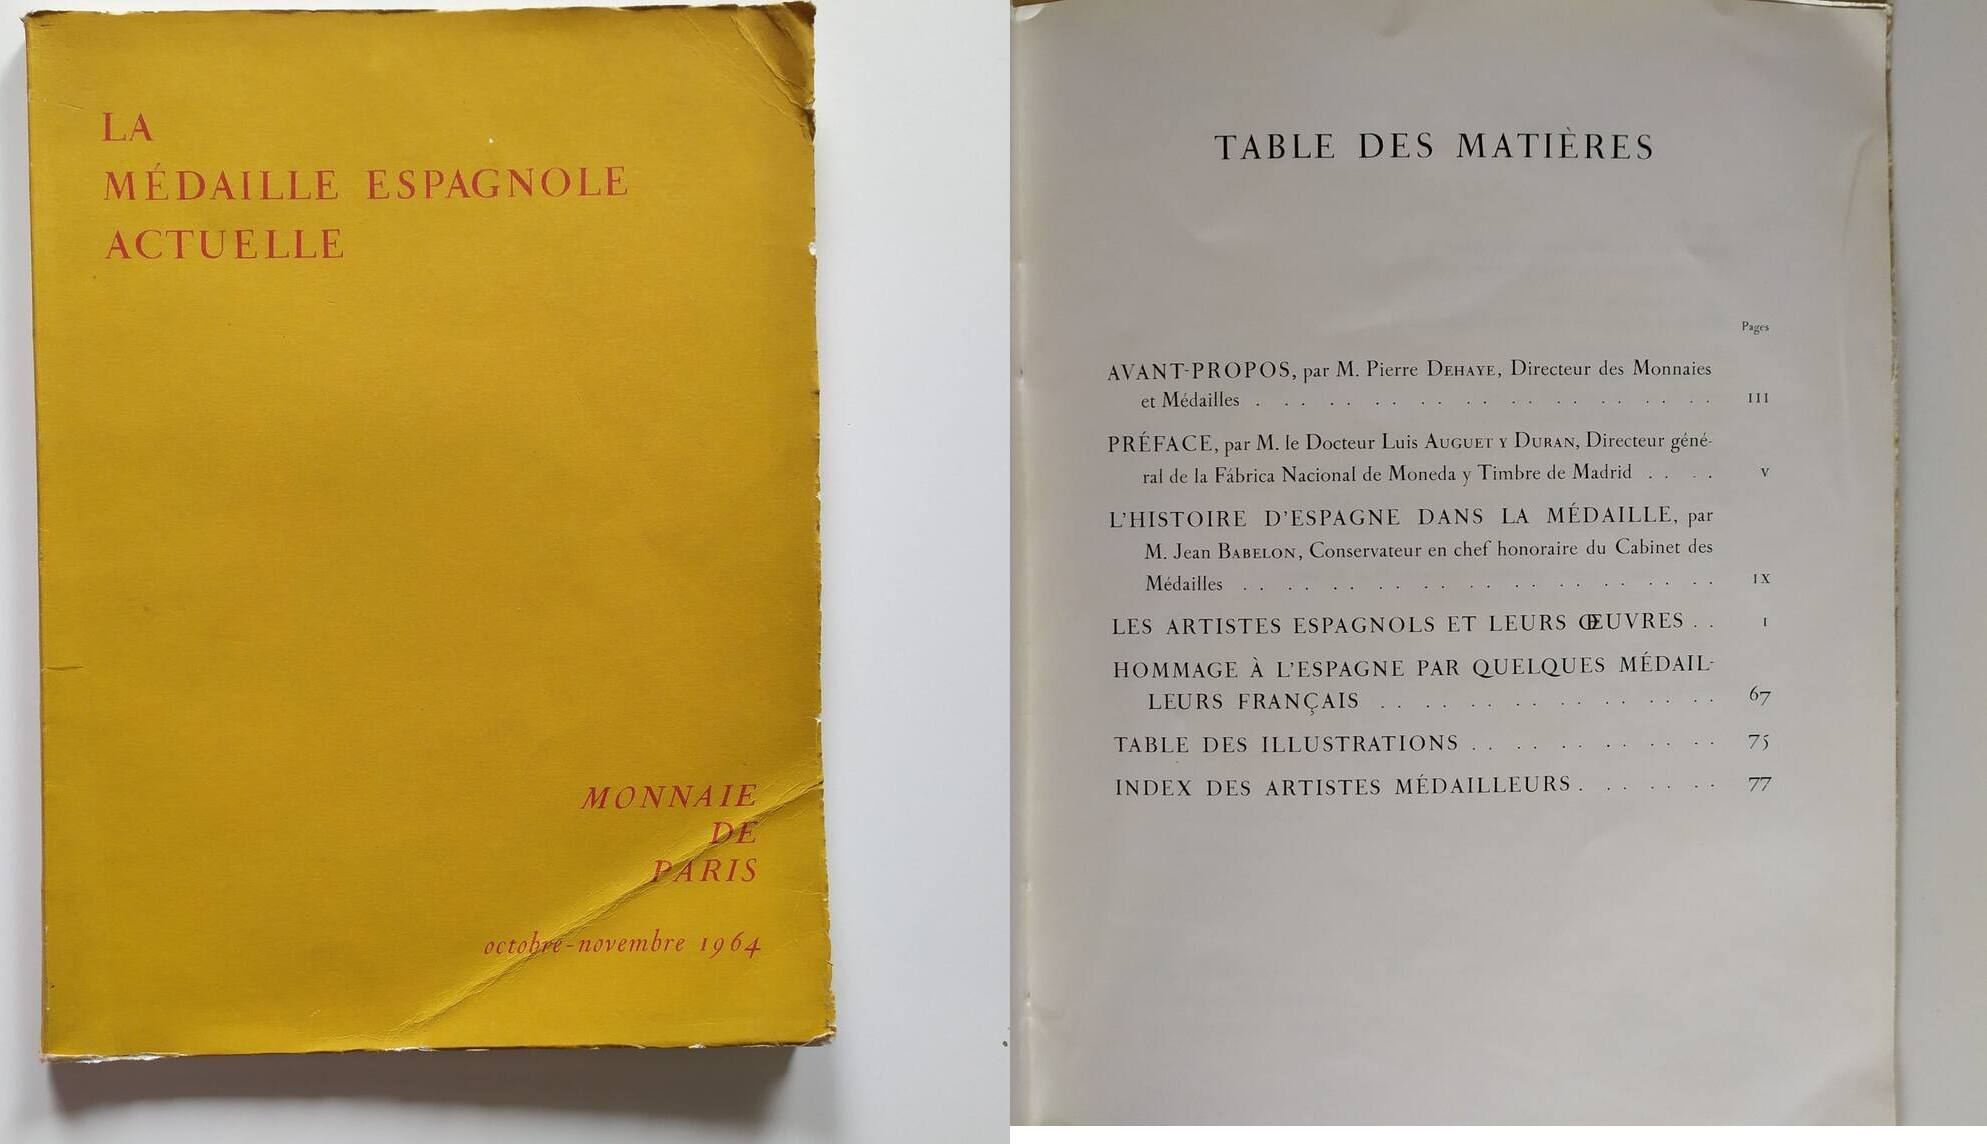 LA
MÉDAILLE ESPAGNOLE
ACTUELLE
MONNAIE
DE
PARIS
octobre-novembre 1964
TABLE DES MATIÈRES
Pages
AVANT-PROPOS, par M. Pierre DEHAYE, Directeur des Monnaies
et Médailles . . . . . . . . . . . . . . . . . . . . . III
PRÉFACE, par M. le Docteur Luis AUGUET Y DURAN, Directeur géné-
ral de la Fábrica Nacional de Moneda y Timbre de Madrid . . . . V
L'HISTOIRE D'ESPAGNE DANS LA MÉDAILLE, par
M. Jean BABELON, Conservateur en chef honoraire du Cabinet des
Médailles . . . . . . . . . . . . . . . . . . . . . IX
LES ARTISTES ESPAGNOLS ET LEURS ŒUVRES . . 1
HOMMAGE À L'ESPAGNE PAR QUELQUES MÉDAIL-
LEURS FRANÇAIS . . . . . . . . . . . . . . . 67
TABLE DES ILLUSTRATIONS . . . . . . . . . . . 75
INDEX DES ARTISTES MÉDAILLEURS . . . . . . . 77